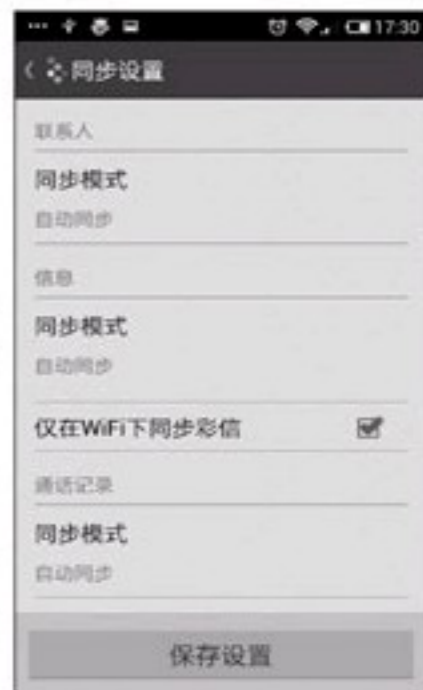 17:30
同步设置
联系人
同步模式
自动同步
信息
同步模式
自动同步
仅在WiFi下同步彩信
通话记录
同步模式
自动同步
保存设置